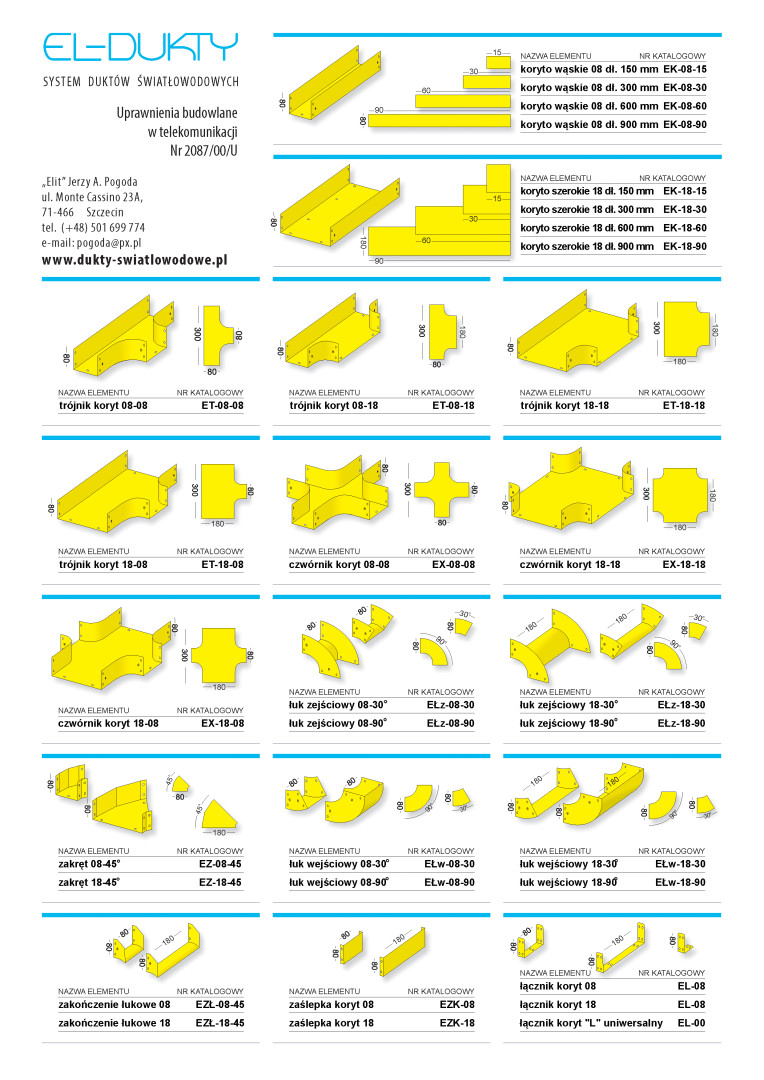 EL-DUKTY
SYSTEM DUKTÓW ŚWIATŁOWODOWYCH
Uprawnienia budowlane
w telekomunikacji
Nr 2087/00/U
„Elit” Jerzy A. Pogoda
ul. Monte Cassino 23A,
71-466 Szczecin
tel. (+48) 501 699 774
e-mail: pogoda@px.pl
www.dukty-swiatlowodowe.pl
80
15
30
60
90
80
NAZWA ELEMENTU NR KATALOGOWY
koryto wąskie 08 dł. 150 mm EK-08-15
koryto wąskie 08 dł. 300 mm EK-08-30
koryto wąskie 08 dł. 600 mm EK-08-60
koryto wąskie 08 dł. 900 mm EK-08-90
80
15
30
60
180
90
NAZWA ELEMENTU NR KATALOGOWY
koryto szerokie 18 dł. 150 mm EK-18-15
koryto szerokie 18 dł. 300 mm EK-18-30
koryto szerokie 18 dł. 600 mm EK-18-60
koryto szerokie 18 dł. 900 mm EK-18-90
80 300 80 80
NAZWA ELEMENTU NR KATALOGOWY
trójnik koryt 08-08 ET-08-08
80 300 180 80
NAZWA ELEMENTU NR KATALOGOWY
trójnik koryt 08-18 ET-08-18
80 300 180 180
NAZWA ELEMENTU NR KATALOGOWY
trójnik koryt 18-18 ET-18-18
80 300 80 180
NAZWA ELEMENTU NR KATALOGOWY
trójnik koryt 18-08 ET-18-08
80 300 80 80
NAZWA ELEMENTU NR KATALOGOWY
czwórnik koryt 08-08 EX-08-08
80 300 180 180
NAZWA ELEMENTU NR KATALOGOWY
czwórnik koryt 18-18 EX-18-18
80 300 80 180
NAZWA ELEMENTU NR KATALOGOWY
czwórnik koryt 18-08 EX-18-08
80 80 80 90° 30°
NAZWA ELEMENTU NR KATALOGOWY
łuk zejściowy 08-30° EŁz-08-30
łuk zejściowy 08-90° EŁz-08-90
180 180 80 90° 30°
NAZWA ELEMENTU NR KATALOGOWY
łuk zejściowy 18-30° EŁz-18-30
łuk zejściowy 18-90° EŁz-18-90
80 80 45° 80 45° 180
NAZWA ELEMENTU NR KATALOGOWY
zakręt 08-45° EZ-08-45
zakręt 18-45° EZ-18-45
80 80 80 80 90° 80 30°
NAZWA ELEMENTU NR KATALOGOWY
łuk wejściowy 08-30° EŁw-08-30
łuk wejściowy 08-90° EŁw-08-90
80 180 80 180 80 90° 80 30°
NAZWA ELEMENTU NR KATALOGOWY
łuk wejściowy 18-30° EŁw-18-30
łuk wejściowy 18-90° EŁw-18-90
80 80 80 180
NAZWA ELEMENTU NR KATALOGOWY
zakończenie łukowe 08 EZŁ-08-45
zakończenie łukowe 18 EZŁ-18-45
80 80 80 180
NAZWA ELEMENTU NR KATALOGOWY
zaślepka koryt 08 EZK-08
zaślepka koryt 18 EZK-18
80 80 80 180 80
NAZWA ELEMENTU NR KATALOGOWY
łącznik koryt 08 EL-08
łącznik koryt 18 EL-08
łącznik koryt "L" uniwersalny EL-00